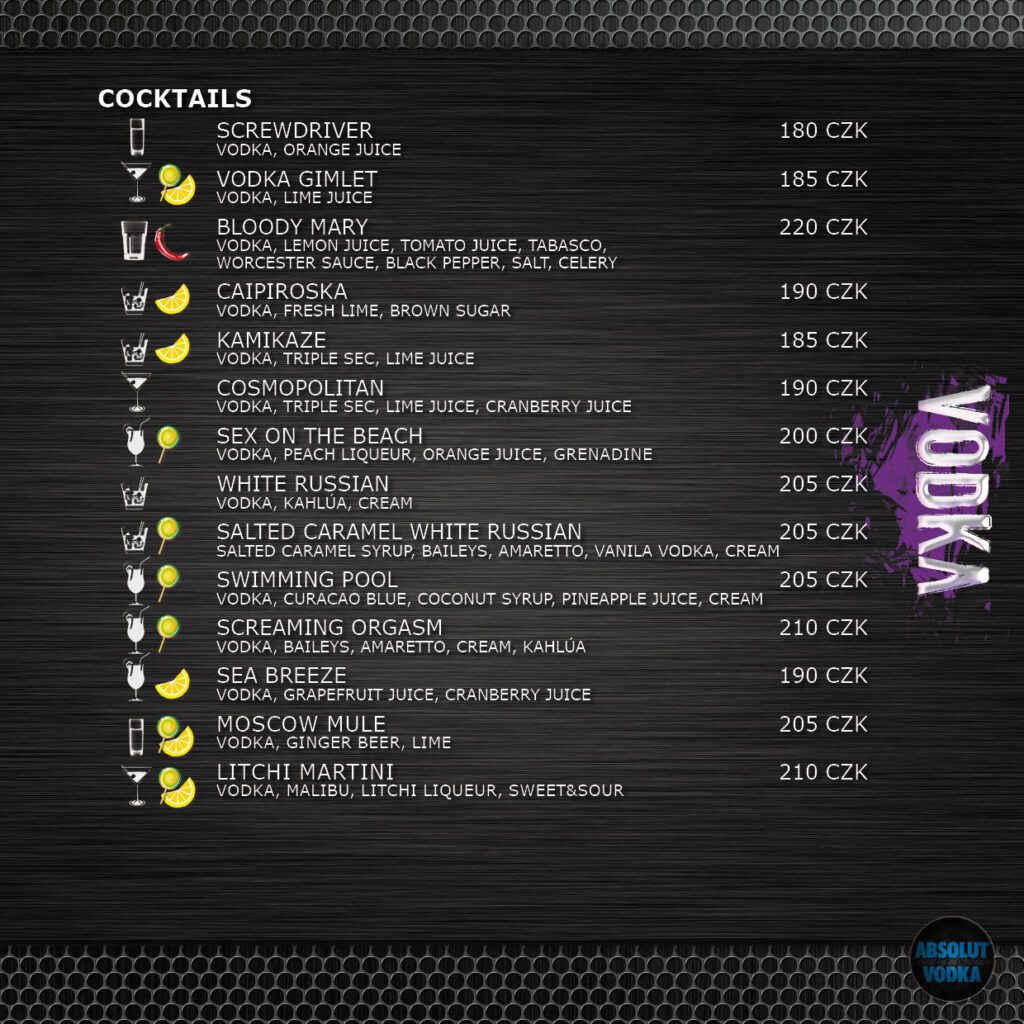 COCKTAILS
SCREWDRIVER 180 CZK
VODKA, ORANGE JUICE
VODKA GIMLET 185 CZK
VODKA, LIME JUICE
BLOODY MARY 220 CZK
VODKA, LEMON JUICE, TOMATO JUICE, TABASCO,
WORCESTER SAUCE, BLACK PEPPER, SALT, CELERY
CAIPIROSKA 190 CZK
VODKA, FRESH LIME, BROWN SUGAR
KAMIKAZE 185 CZK
VODKA, TRIPLE SEC, LIME JUICE
COSMOPOLITAN 190 CZK
VODKA, TRIPLE SEC, LIME JUICE, CRANBERRY JUICE
SEX ON THE BEACH 200 CZK
VODKA, PEACH LIQUEUR, ORANGE JUICE, GRENADINE
WHITE RUSSIAN 205 CZK
VODKA, KAHLÚA, CREAM
SALTED CARAMEL WHITE RUSSIAN 205 CZK
SALTED CARAMEL SYRUP, BAILEYS, AMARETTO, VANILA VODKA, CREAM
SWIMMING POOL 205 CZK
VODKA, CURACAO BLUE, COCONUT SYRUP, PINEAPPLE JUICE, CREAM
SCREAMING ORGASM 210 CZK
VODKA, BAILEYS, AMARETTO, CREAM, KAHLÚA
SEA BREEZE 190 CZK
VODKA, GRAPEFRUIT JUICE, CRANBERRY JUICE
MOSCOW MULE 205 CZK
VODKA, GINGER BEER, LIME
LITCHI MARTINI 210 CZK
VODKA, MALIBU, LITCHI LIQUEUR, SWEET&SOUR
VODKA
ABSOLUT
VODKA